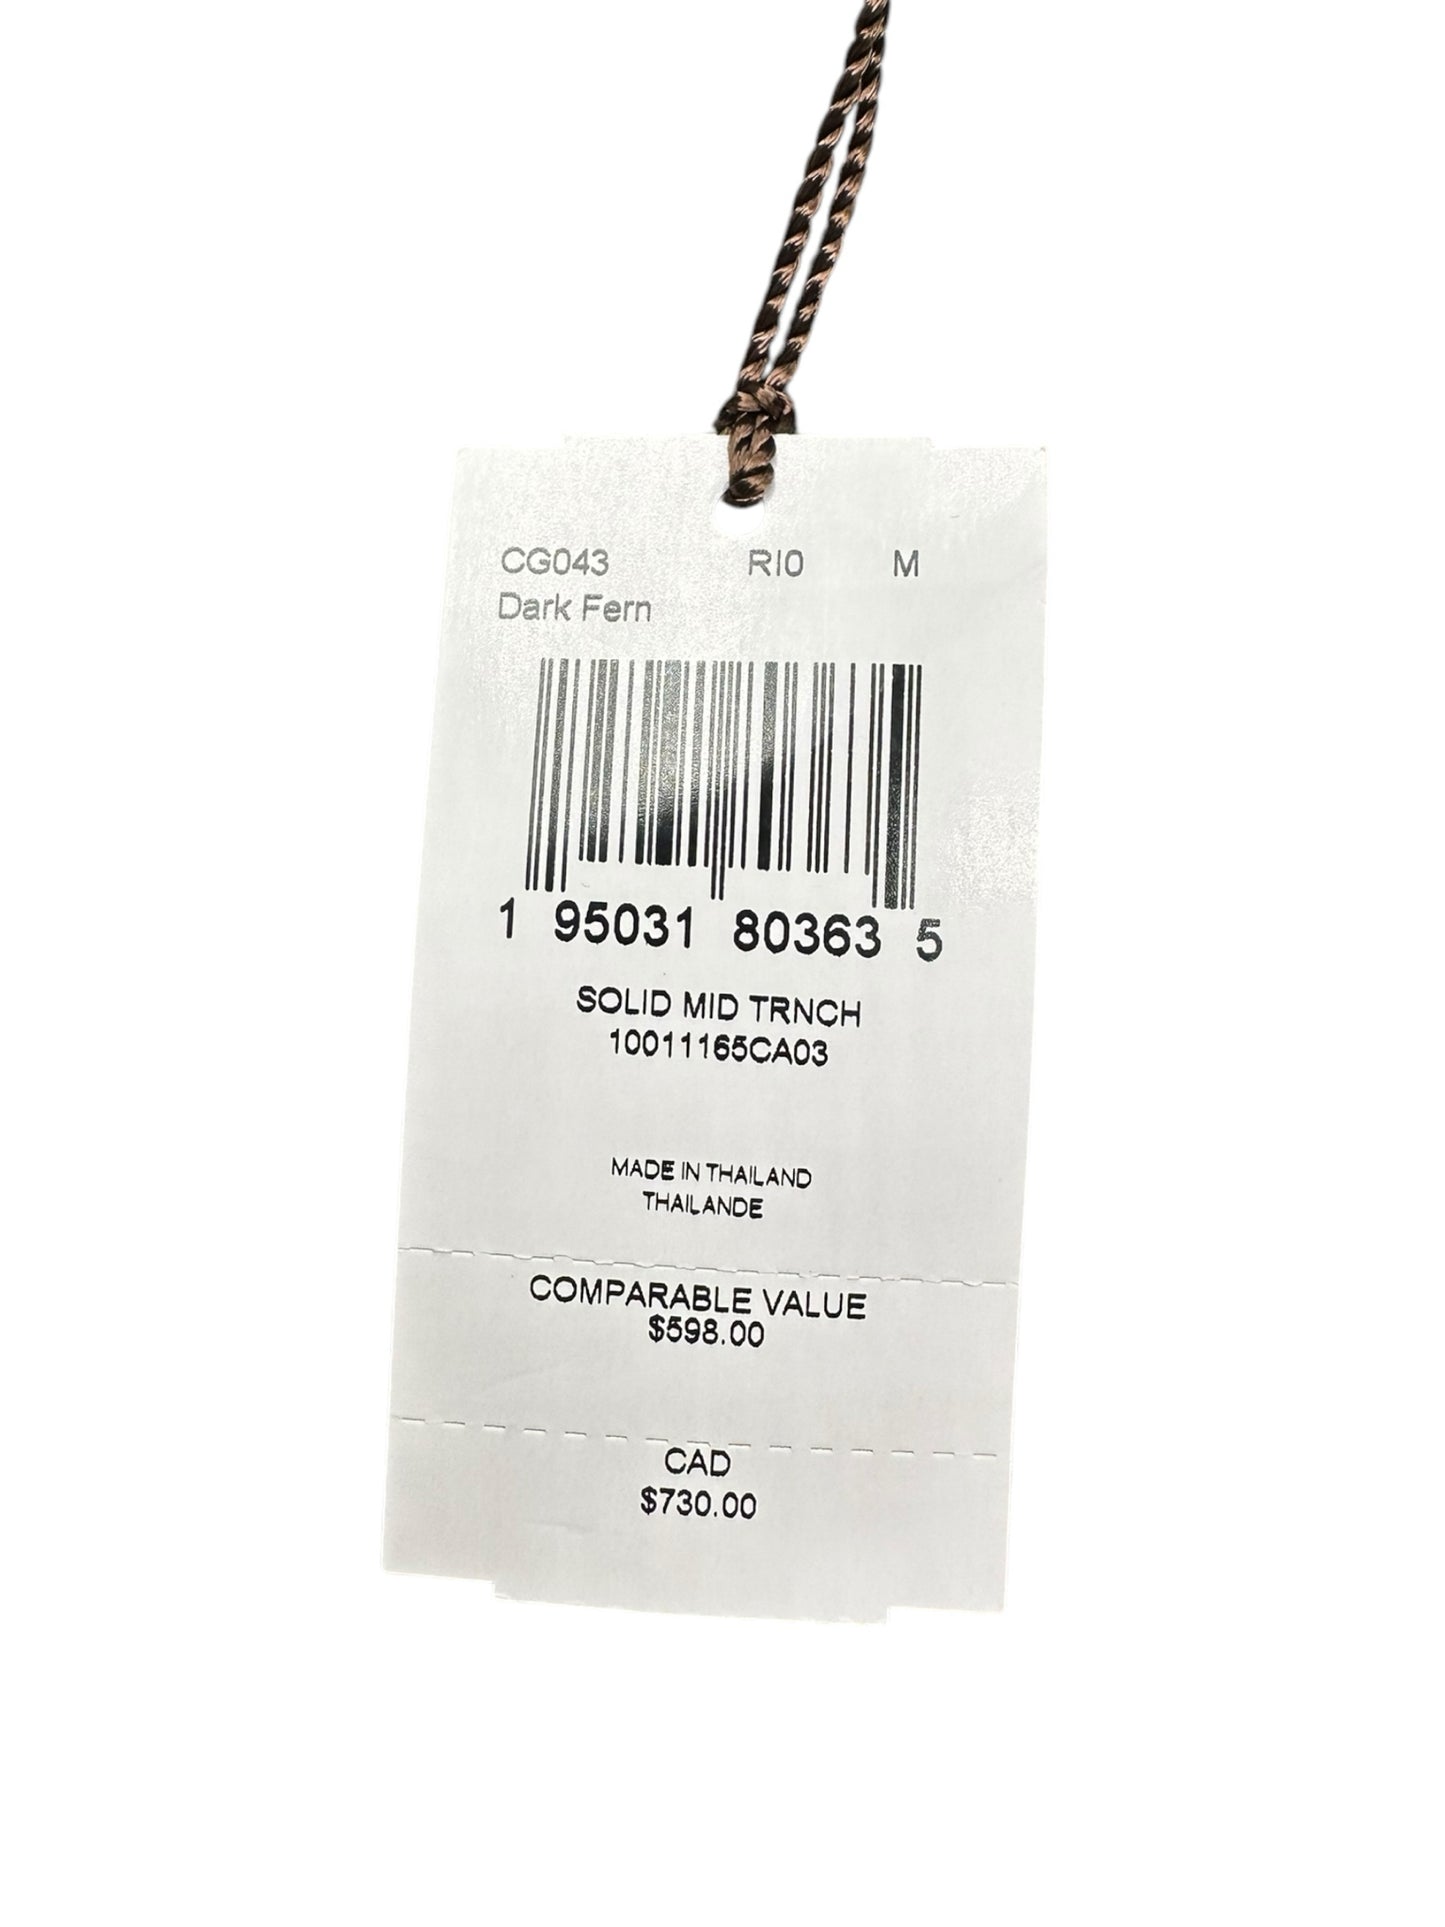 CG043 RI0 M
Dark Fern
1 95031 80363 5
SOLID MID TRNCH
10011165CA03
MADE IN THAILAND
THAILANDE
COMPARABLE VALUE
$598.00
CAD
$730.00